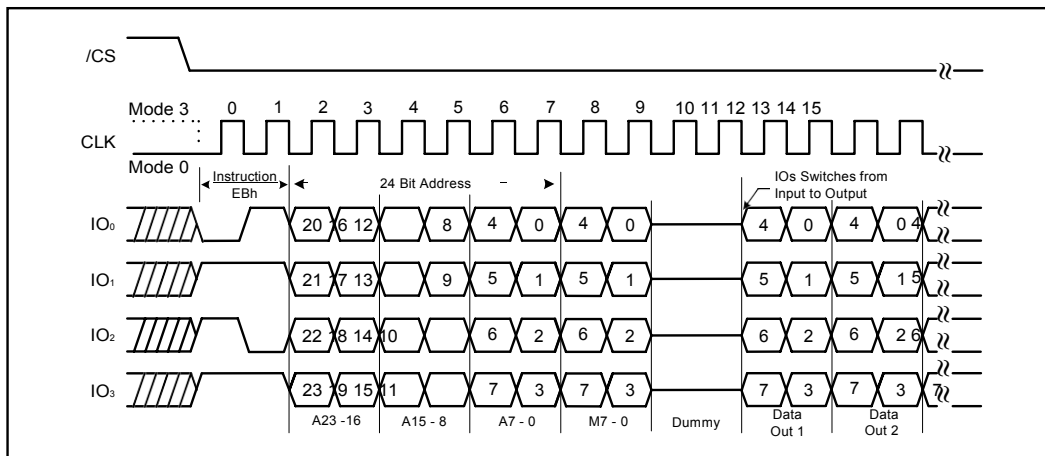 /CS
Mode 3 0 1 2 3 4 5 6 7 8 9 10 11 12 13 14 15
CLK
Mode 0
Instruction
EBh
24 Bit Address
IOs Switches from
Input to Output
IO0 20 16 12 8 4 0 4 0 4 0 4 0 4
IO1 21 17 13 9 5 1 5 1 5 1 5 1 5
IO2 22 18 14 10 6 2 6 2 6 2 6 2 6
IO3 23 19 15 11 7 3 7 3 7 3 7 3 7
A23 -16 A15 - 8 A7 - 0 M7 - 0 Dummy Data Data
Out 1 Out 2